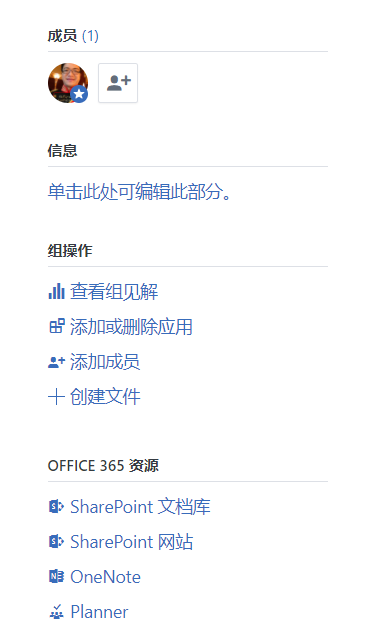 成员 (1)
信息
单击此处可编辑此部分。
组操作
查看组见解
添加或删除应用
添加成员
创建文件
OFFICE 365 资源
SharePoint 文档库
SharePoint 网站
OneNote
Planner